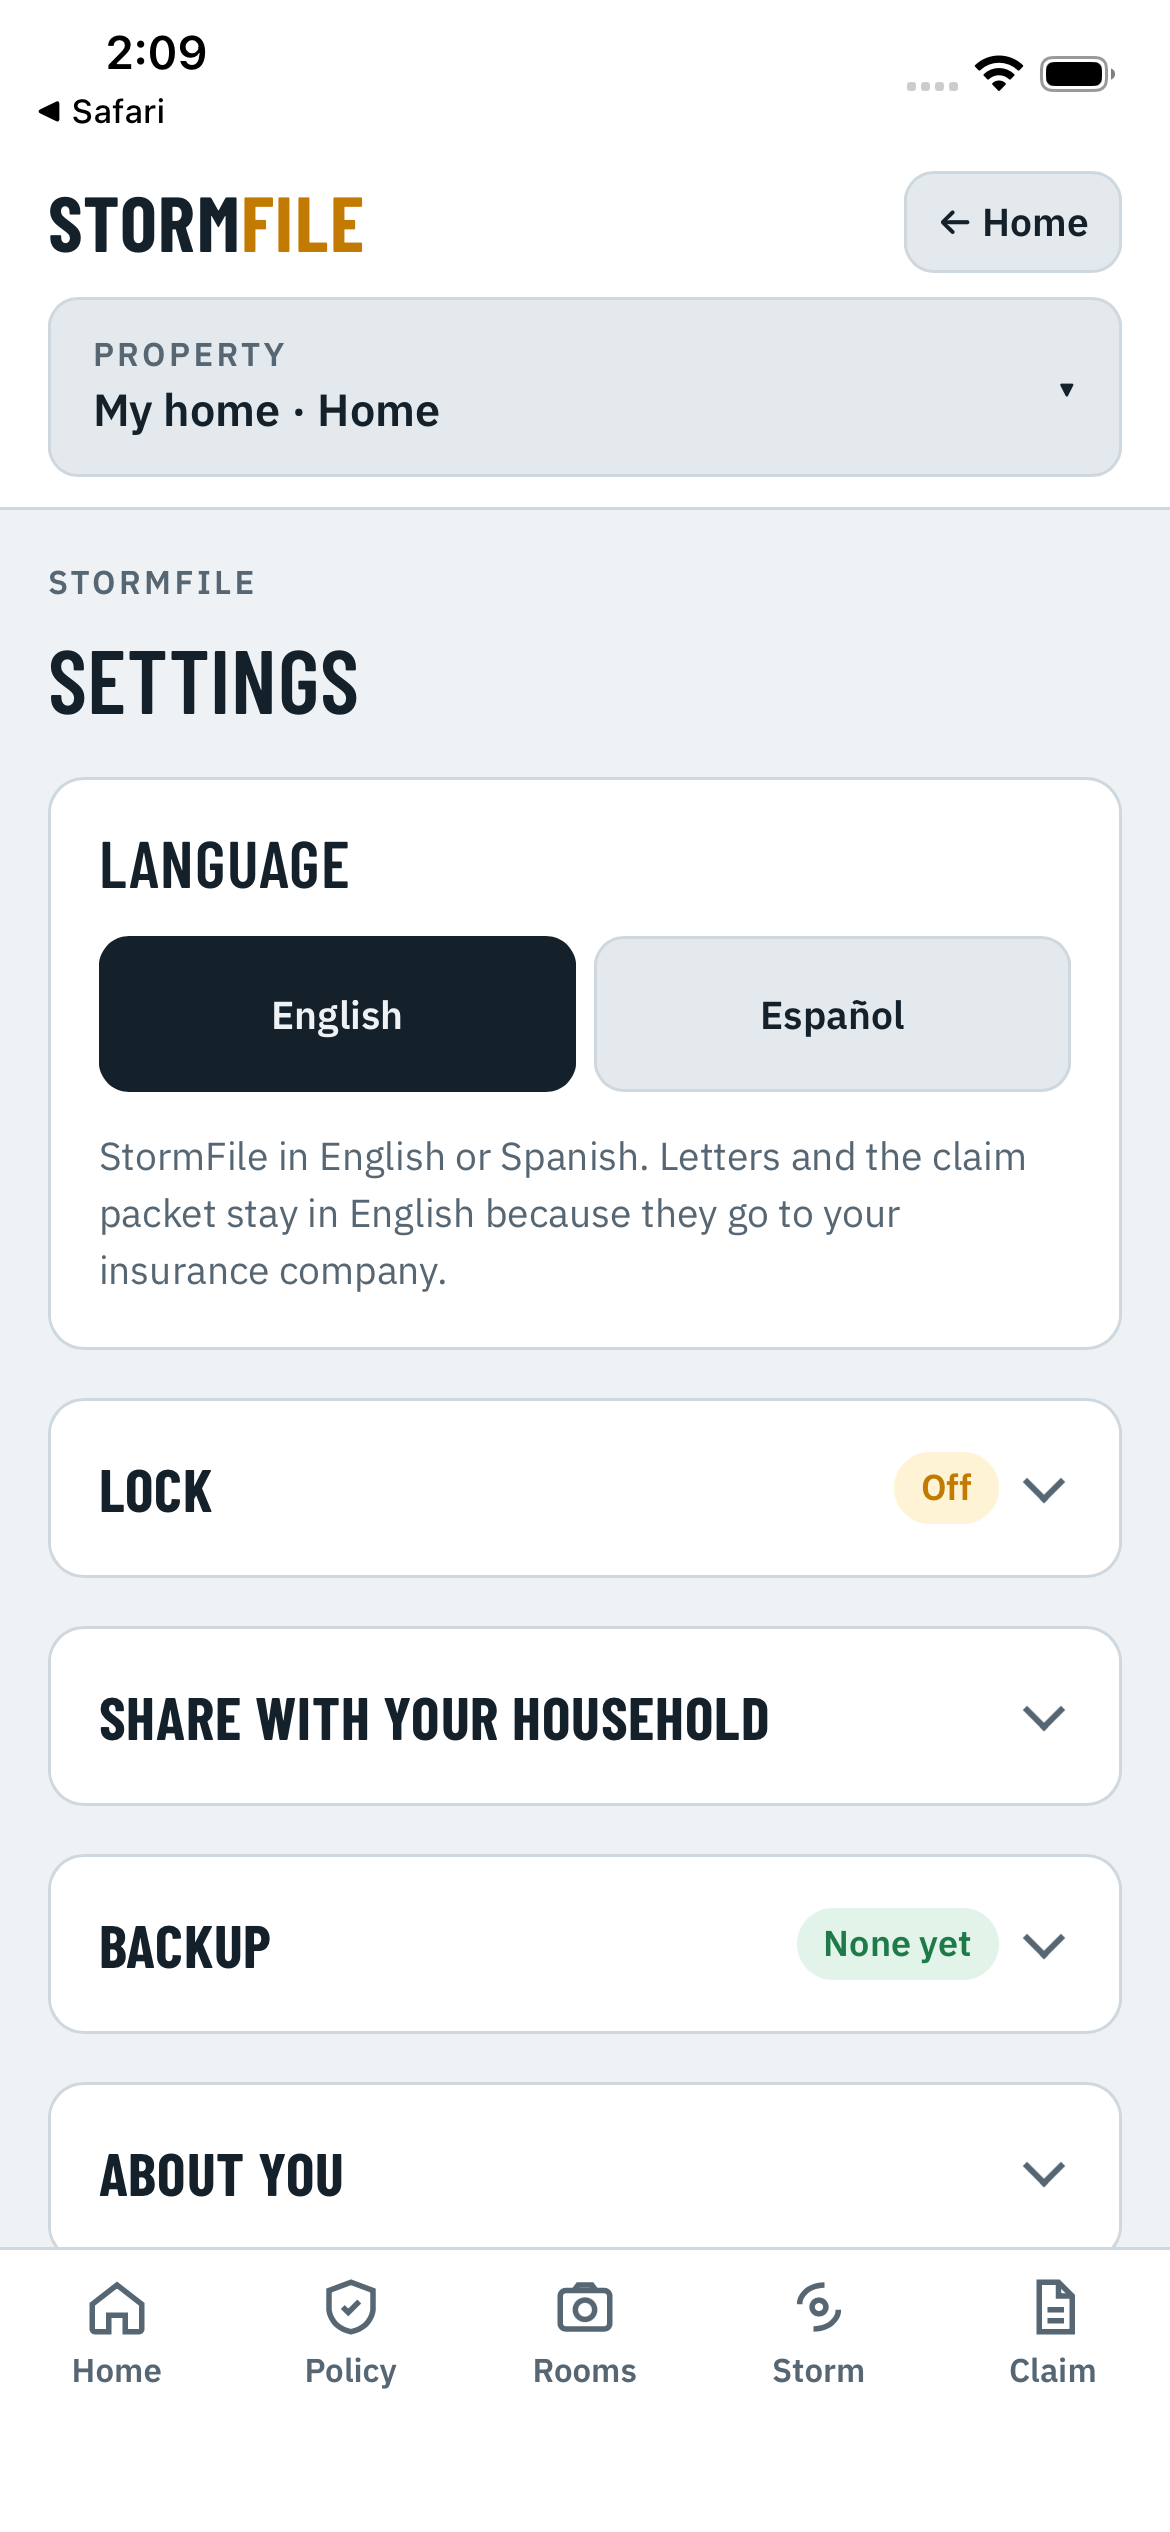 2:09
Safari
STORMFILE
← Home
PROPERTY
My home · Home
STORMFILE
SETTINGS
LANGUAGE
English
Español
StormFile in English or Spanish. Letters and the claim
packet stay in English because they go to your
insurance company.
LOCK
Off
SHARE WITH YOUR HOUSEHOLD
BACKUP
None yet
ABOUT YOU
Home
Policy
Rooms
Storm
Claim